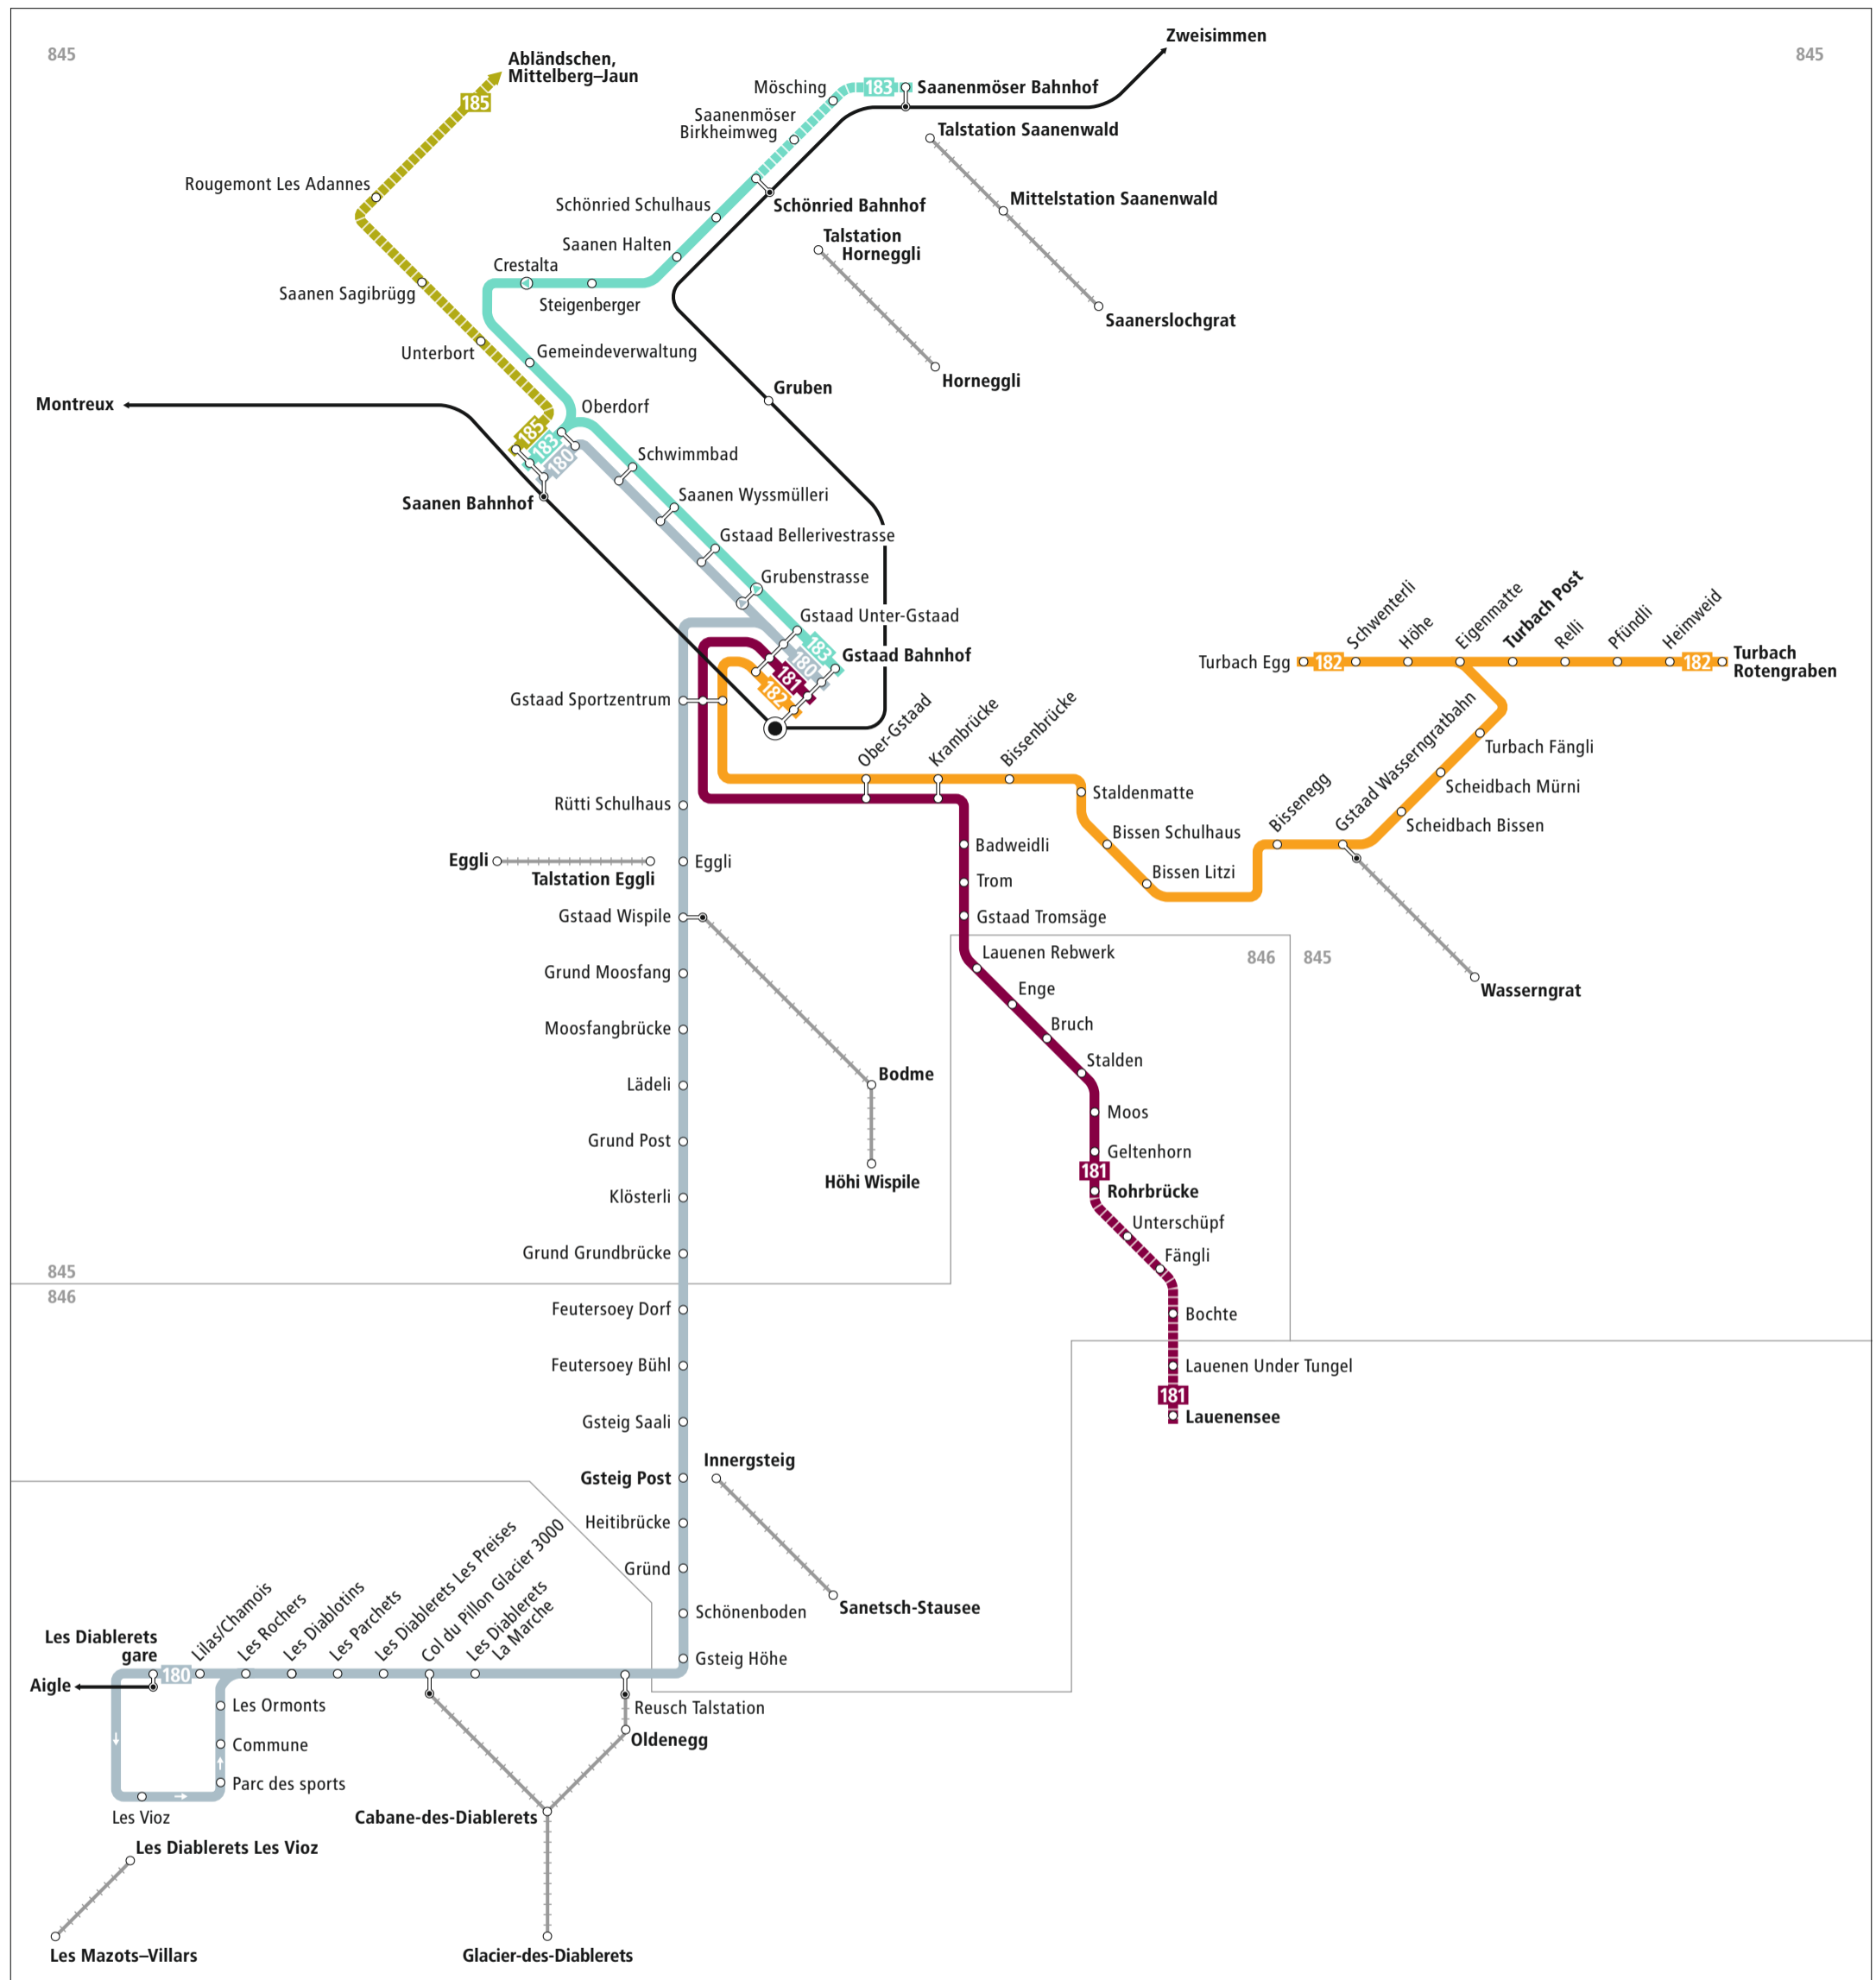 845
845
Zweisimmen
Abländschen,
Mittelberg–Jaun
185
Mösching
183
Saanenmöser Bahnhof
Saanenmöser
Birkheimweg
Talstation Saanenwald
Rougemont Les Adannes
Schönried Schulhaus
Schönried Bahnhof
Mittelstation Saanenwald
Saanen Halten
Talstation
Horneggli
Crestalta
Saanen Sagibrügg
Steigenberger
Saanerslochgrat
Unterbort
Gemeindeverwaltung
Horneggli
Gruben
Montreux
Oberdorf
185
183
180
Schwimmbad
Saanen Bahnhof
Saanen Wyssmülleri
Gstaad Bellerivestrasse
Grubenstrasse
Gstaad Unter-Gstaad
183
180
181
182
Gstaad Bahnhof
Gstaad Sportzentrum
Turbach Egg
182
Schwenterli
Höhe
Eigenmatte
Turbach Post
Relli
Pfündli
Heimweid
182
Turbach
Rotengraben
Ober-Gstaad
Krambrücke
Bissenbrücke
Turbach Fängli
Scheidbach Mürni
Scheidbach Bissen
Gstaad Wasserngratbahn
Bissenegg
Staldenmatte
Bissen Schulhaus
Bissen Litzi
Rütti Schulhaus
Badweidli
Eggli
Talstation Eggli
Eggli
Trom
Gstaad Wispile
Gstaad Tromsäge
Lauenen Rebwerk
846
845
Grund Moosfang
Wasserngrat
Enge
Moosfangbrücke
Bruch
Stalden
Bodme
Lädeli
Moos
Grund Post
Geltenhorn
181
Höhi Wispile
Rohrbrücke
Klösterli
Unterschüpf
Grund Grundbrücke
Fängli
845
846
Feutersoey Dorf
Bochte
Feutersoey Bühl
Lauenen Under Tungel
181
Gsteig Saali
Lauenensee
Innergsteig
Gsteig Post
Heitibrücke
Gründ
Sanetsch-Stausee
Schönenboden
Gsteig Höhe
Les Diablerets
gare
180
Lilas/Chamois
Les Rochers
Les Diablotins
Les Parchets
Les Diablerets Les Preises
Col du Pillon Glacier 3000
Les Diablerets
La Marche
Aigle
Les Ormonts
Reusch Talstation
Commune
Oldenegg
Parc des sports
Les Vioz
Cabane-des-Diablerets
Les Diablerets Les Vioz
Les Mazots–Villars
Glacier-des-Diablerets